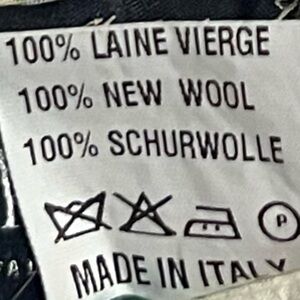 100% LAINE VIERGE
100% NEW WOOL
100% SCHURWOLLE
P
MADE IN ITALY